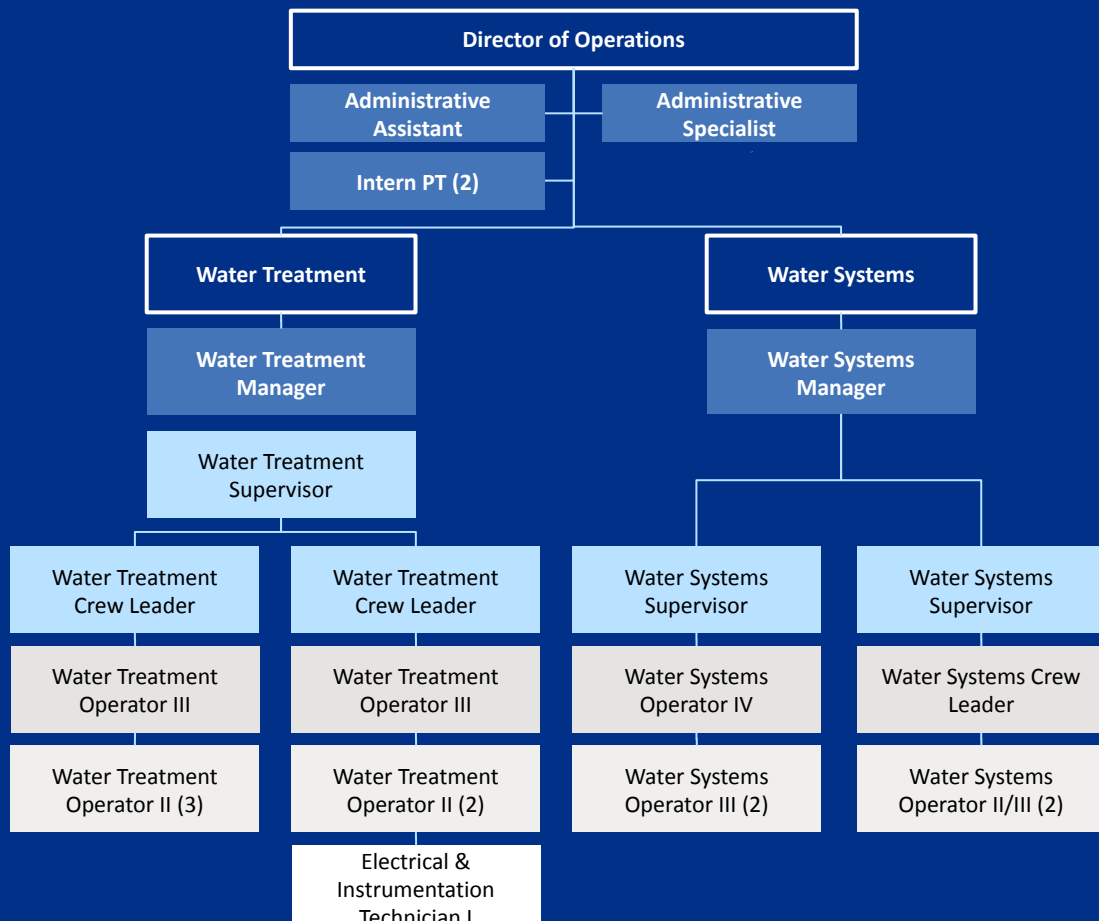 Director of Operations
Administrative
Assistant
Administrative
Specialist
Intern PT (2)
Water Treatment
Water Systems
Water Treatment
Manager
Water Systems
Manager
Water Treatment
Supervisor
Water Treatment
Crew Leader
Water Treatment
Crew Leader
Water Systems
Supervisor
Water Systems
Supervisor
Water Treatment
Operator III
Water Treatment
Operator III
Water Systems
Operator IV
Water Systems Crew
Leader
Water Treatment
Operator II (3)
Water Treatment
Operator II (2)
Water Systems
Operator III (2)
Water Systems
Operator II/III (2)
Electrical &
Instrumentation
Technician I